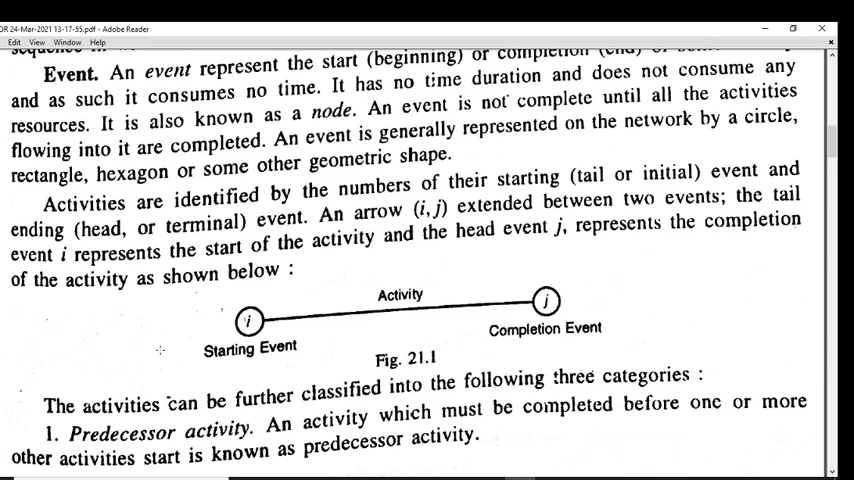 OR 24-Mar-2021 13-17-55.pdf - Adobe Reader
Edit View Window Help
Event. An event represent the start (beginning) or completion (end) of
and as such it consumes no time. It has no time duration and does not consume any
resources. It is also known as a node. An event is not complete until all the activities
flowing into it are completed. An event is generally represented on the network by a circle,
rectangle, hexagon or some other geometric shape.
Activities are identified by the numbers of their starting (tail or initial) event and
ending (head, or terminal) event. An arrow (i, j) extended between two events; the tail
event i represents the start of the activity and the head event j, represents the completion
of the activity as shown below :
Activity
i
j
Starting Event
Completion Event
Fig. 21.1
The activities can be further classified into the following three categories :
1. Predecessor activity. An activity which must be completed before one or more
other activities start is known as predecessor activity.